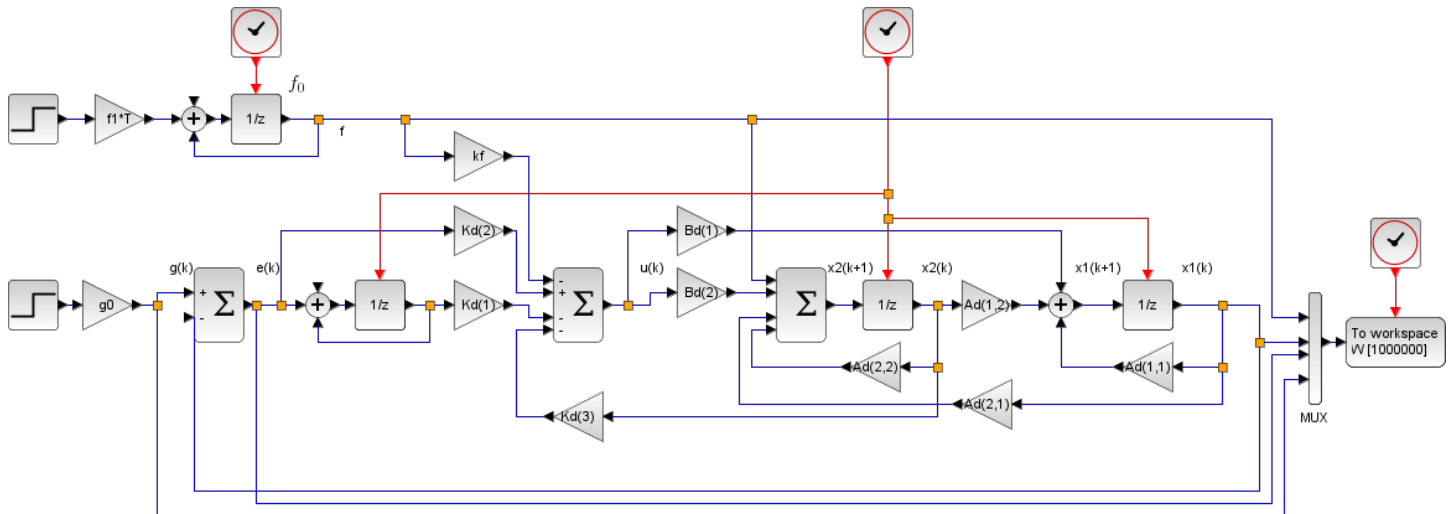 f₀
f1*T
+
1/z
f
kf
Kd(2)
Bd(1)
g(k)
e(k)
u(k)
x2(k+1)
x2(k)
x1(k+1)
x1(k)
g0
+
-
Σ
+
1/z
Kd(1)
-
+
-
-
Σ
Bd(2)
Σ
1/z
Ad(1,2)
+
1/z
To workspace
W [1000000]
Ad(2,2)
Ad(1,1)
Ad(2,1)
Kd(3)
MUX